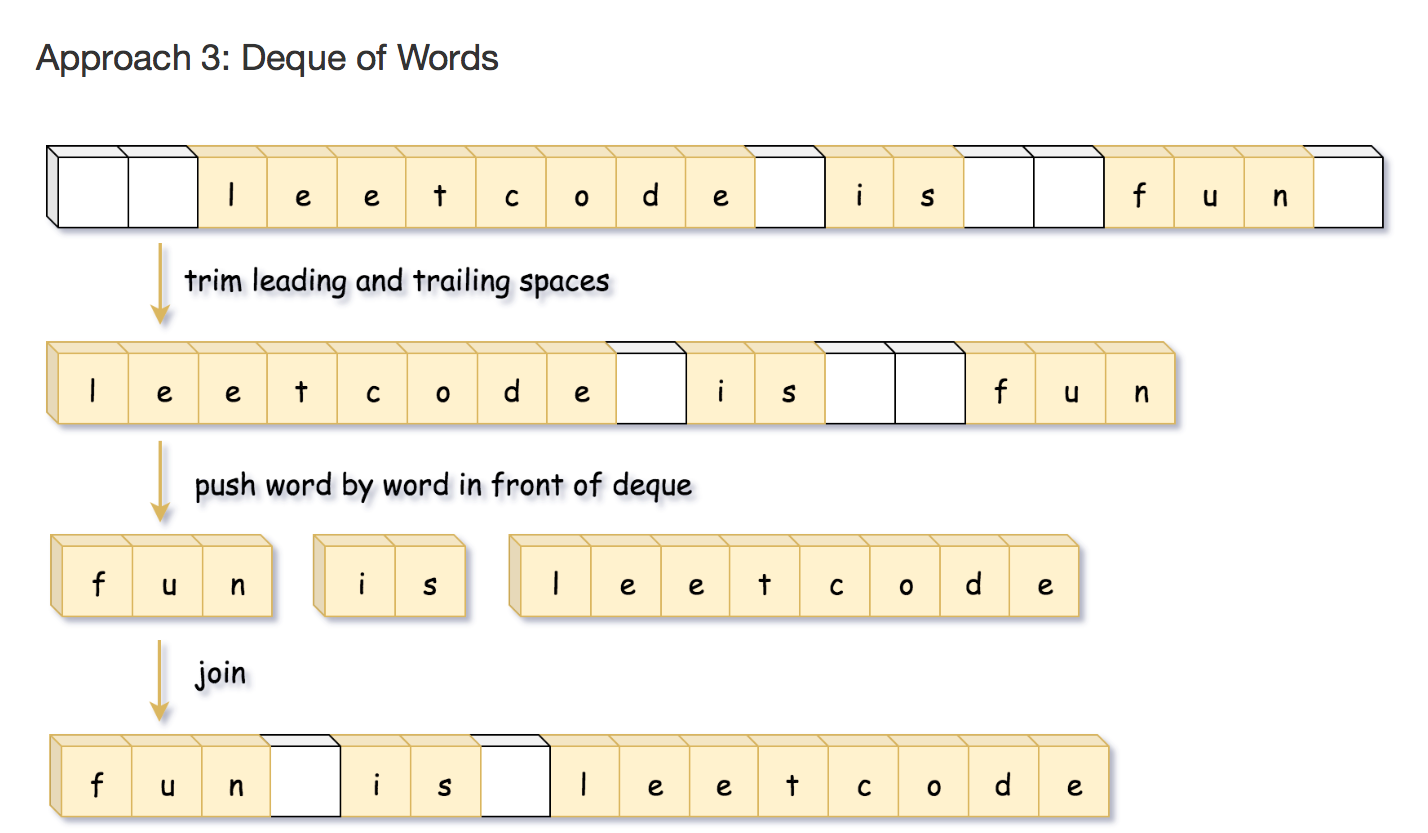 Approach 3: Deque of Words
l e e t c o d e i s f u n
trim leading and trailing spaces
l e e t c o d e i s f u n
push word by word in front of deque
f u n i s l e e t c o d e
join
f u n i s l e e t c o d e